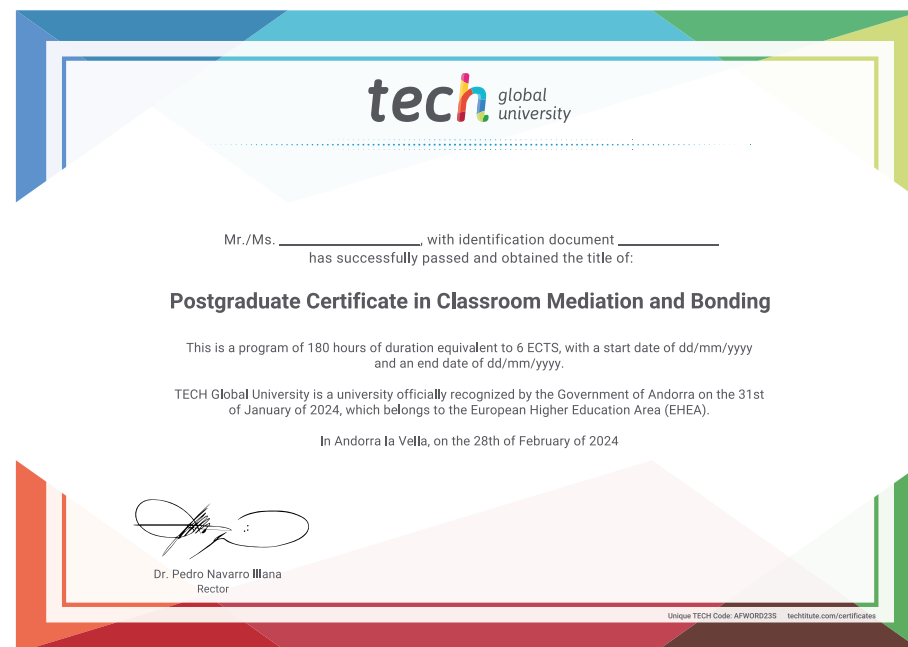 tech global
university
Mr./Ms. ____________________, with identification document ______________
has successfully passed and obtained the title of:
Postgraduate Certificate in Classroom Mediation and Bonding
This is a program of 180 hours of duration equivalent to 6 ECTS, with a start date of dd/mm/yyyy
and an end date of dd/mm/yyyy.
TECH Global University is a university officially recognized by the Government of Andorra on the 31st
of January of 2024, which belongs to the European Higher Education Area (EHEA).
In Andorra la Vella, on the 28th of February of 2024
Dr. Pedro Navarro Illana
Rector
Unique TECH Code: AFWORD23S techtitute.com/certificates